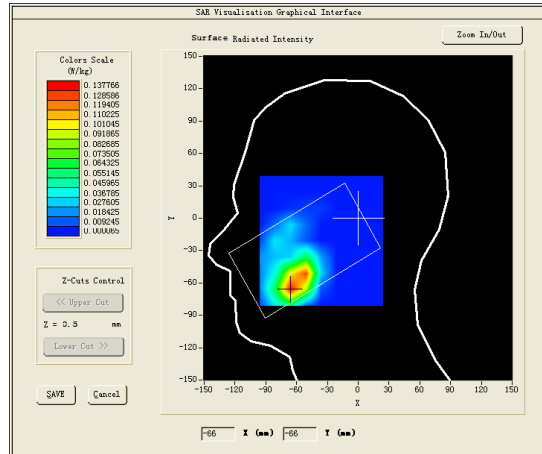 SAR Visualisation Graphical Interface
Surface Radiated Intensity
Zoom In/Out
Colors Scale
(W/kg)
0.137766
0.128586
0.119405
0.110225
0.101045
0.091865
0.082685
0.073505
0.064325
0.055145
0.045965
0.036785
0.027605
0.018425
0.009245
0.000065
Z-Cuts Control
<< Upper Cut
Z = 0.5 mm
Lower Cut >>
SAVE Cancel
150
120
90
60
30
0
-30
-60
-90
-120
-150
Y
-150 -120 -90 -60 -30 0 30 60 90 120 150
X
-66 X (mm) -66 Y (mm)